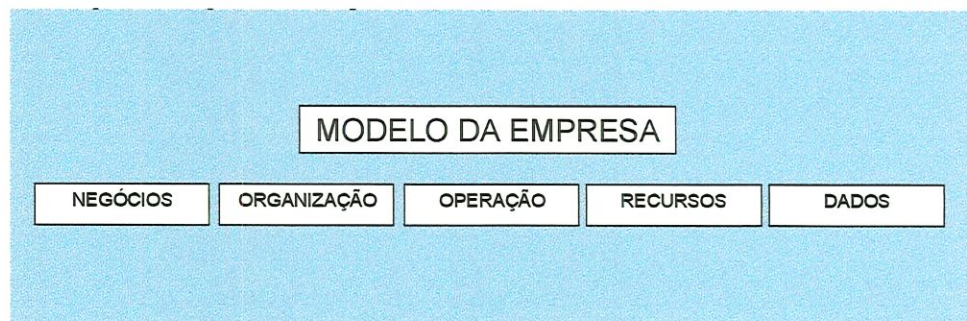 MODELO DA EMPRESA
NEGÓCIOS ORGANIZAÇÃO OPERAÇÃO RECURSOS DADOS